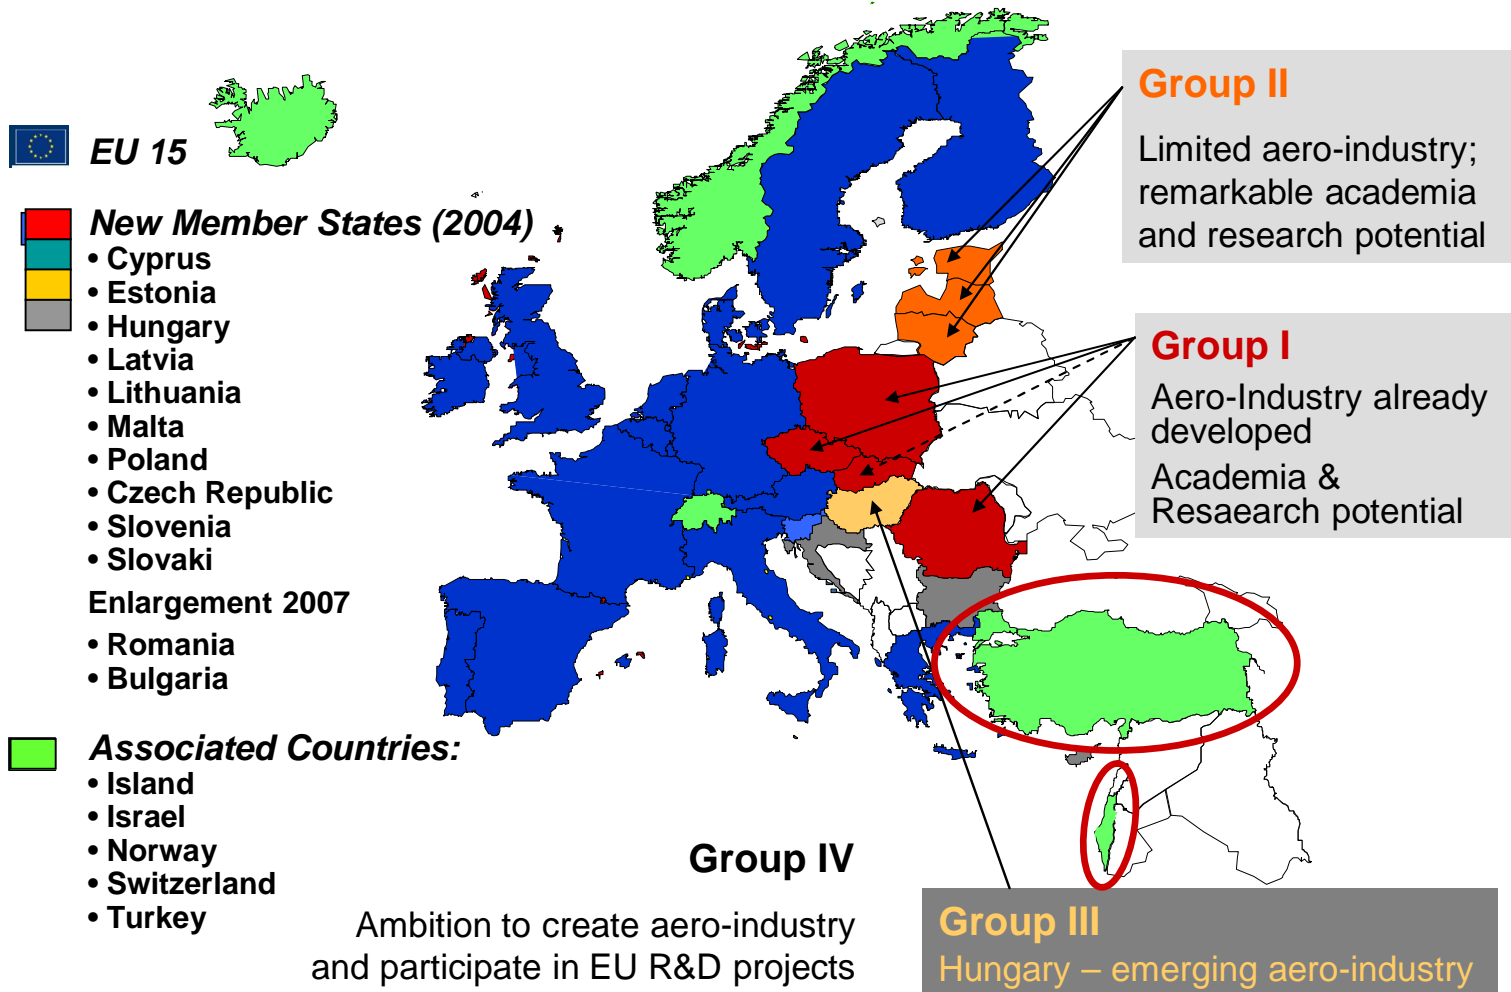 EU 15
New Member States (2004)
• Cyprus
• Estonia
• Hungary
• Latvia
• Lithuania
• Malta
• Poland
• Czech Republic
• Slovenia
• Slovaki
Enlargement 2007
• Romania
• Bulgaria
Associated Countries:
• Island
• Israel
• Norway
• Switzerland
• Turkey
Group II
Limited aero-industry;
remarkable academia
and research potential
Group I
Aero-Industry already
developed
Academia &
Resaearch potential
Group IV
Ambition to create aero-industry
and participate in EU R&D projects
Group III
Hungary – emerging aero-industry